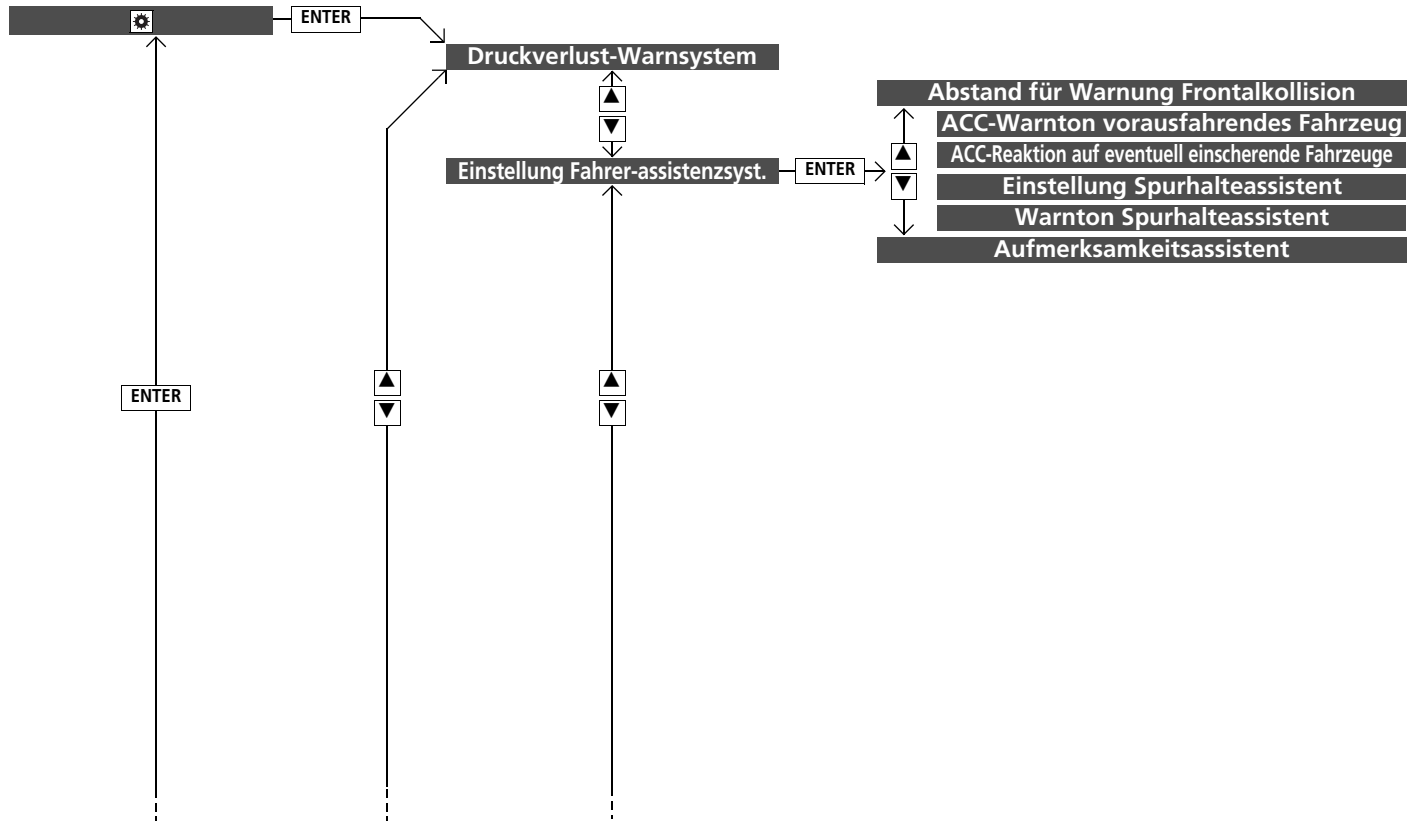 ENTER
Druckverlust-Warnsystem
▲
▼
Einstellung Fahrer-assistenzsyst.
ENTER
Abstand für Warnung Frontalkollision
ACC-Warnton vorausfahrendes Fahrzeug
▲
ACC-Reaktion auf eventuell einscherende Fahrzeuge
▼
Einstellung Spurhalteassistent
Warnton Spurhalteassistent
Aufmerksamkeitsassistent
ENTER
▲
▼
▲
▼